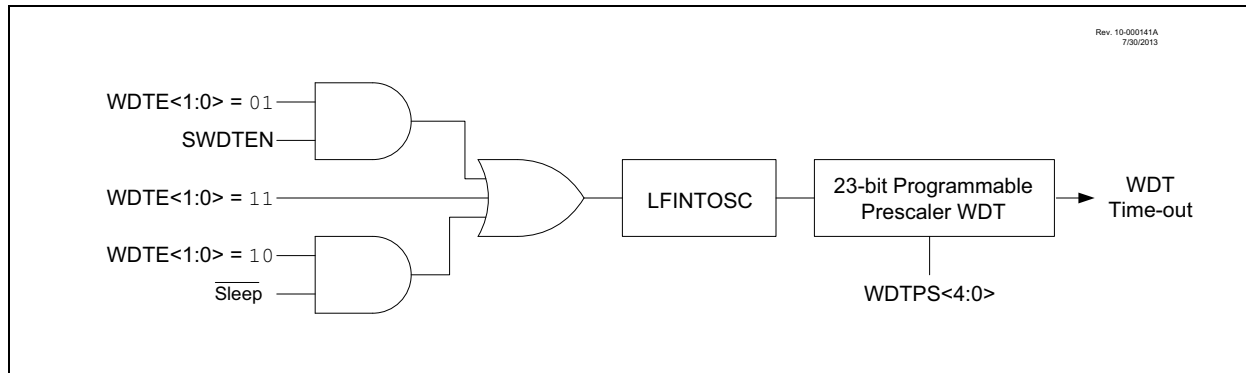 Rev. 10-000141A
7/30/2013
WDTE<1:0> = 01
SWDTEN
WDTE<1:0> = 11
WDTE<1:0> = 10
Sleep
LFINTOSC
23-bit Programmable
Prescaler WDT
WDT
Time-out
WDTPS<4:0>